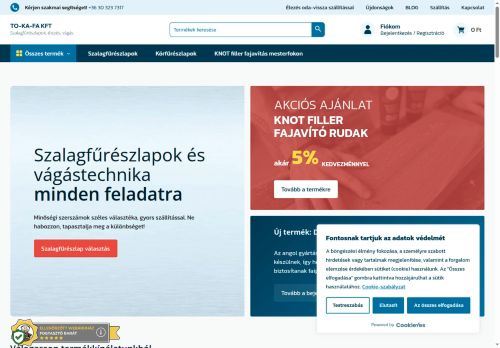 Kérjen szakmai segítséget! +36 30 323 7317
Élezés oda-vissza szállítással
Újdonságok
BLOG
Szállítás
Kapcsolat
TO-KA-FA KFT
Szalagfűrészlapok, élezés, vágás
Termékek keresése
Fiókom
Bejelentkezés / Regisztráció
0 Ft
Összes termék
Szalagfűrészlapok
Körfűrészlapok
KNOT filler fajavítás mesterfokon
Szalagfűrészlapok és
vágástechnika
minden feladatra
Minőségi szerszámok széles választéka, gyors szállítással. Ne
habozzon, tapasztalja meg a különbséget!
Szalagfűrészlap választás
AKCIÓS AJÁNLAT
KNOT FILLER
FAJAVÍTÓ RUDAK
akár 5% KEDVEZMÉNNYEL
Tovább a termékre
Új termék: D
Az angol gyárt
készülnek, így h
biztosítanak faip
Tovább a beje
Fontosnak tartjuk az adatok védelmét
A böngészési élmény fokozása, a személyre szabott
hirdetések vagy tartalmak megjelenítése, valamint a forgalom
elemzése érdekében sütiket (cookie) használunk. Az "Összes
elfogadása" gombra kattintva hozzájárulhat a sütik
használatához. Cookie-szabályzat
Testreszabás
Elutasít
Az összes elfogadása
Powered by CookieYes
ELLENŐRZÖTT WEBÁRUHÁZ
FOGYASZTÓ BARÁT